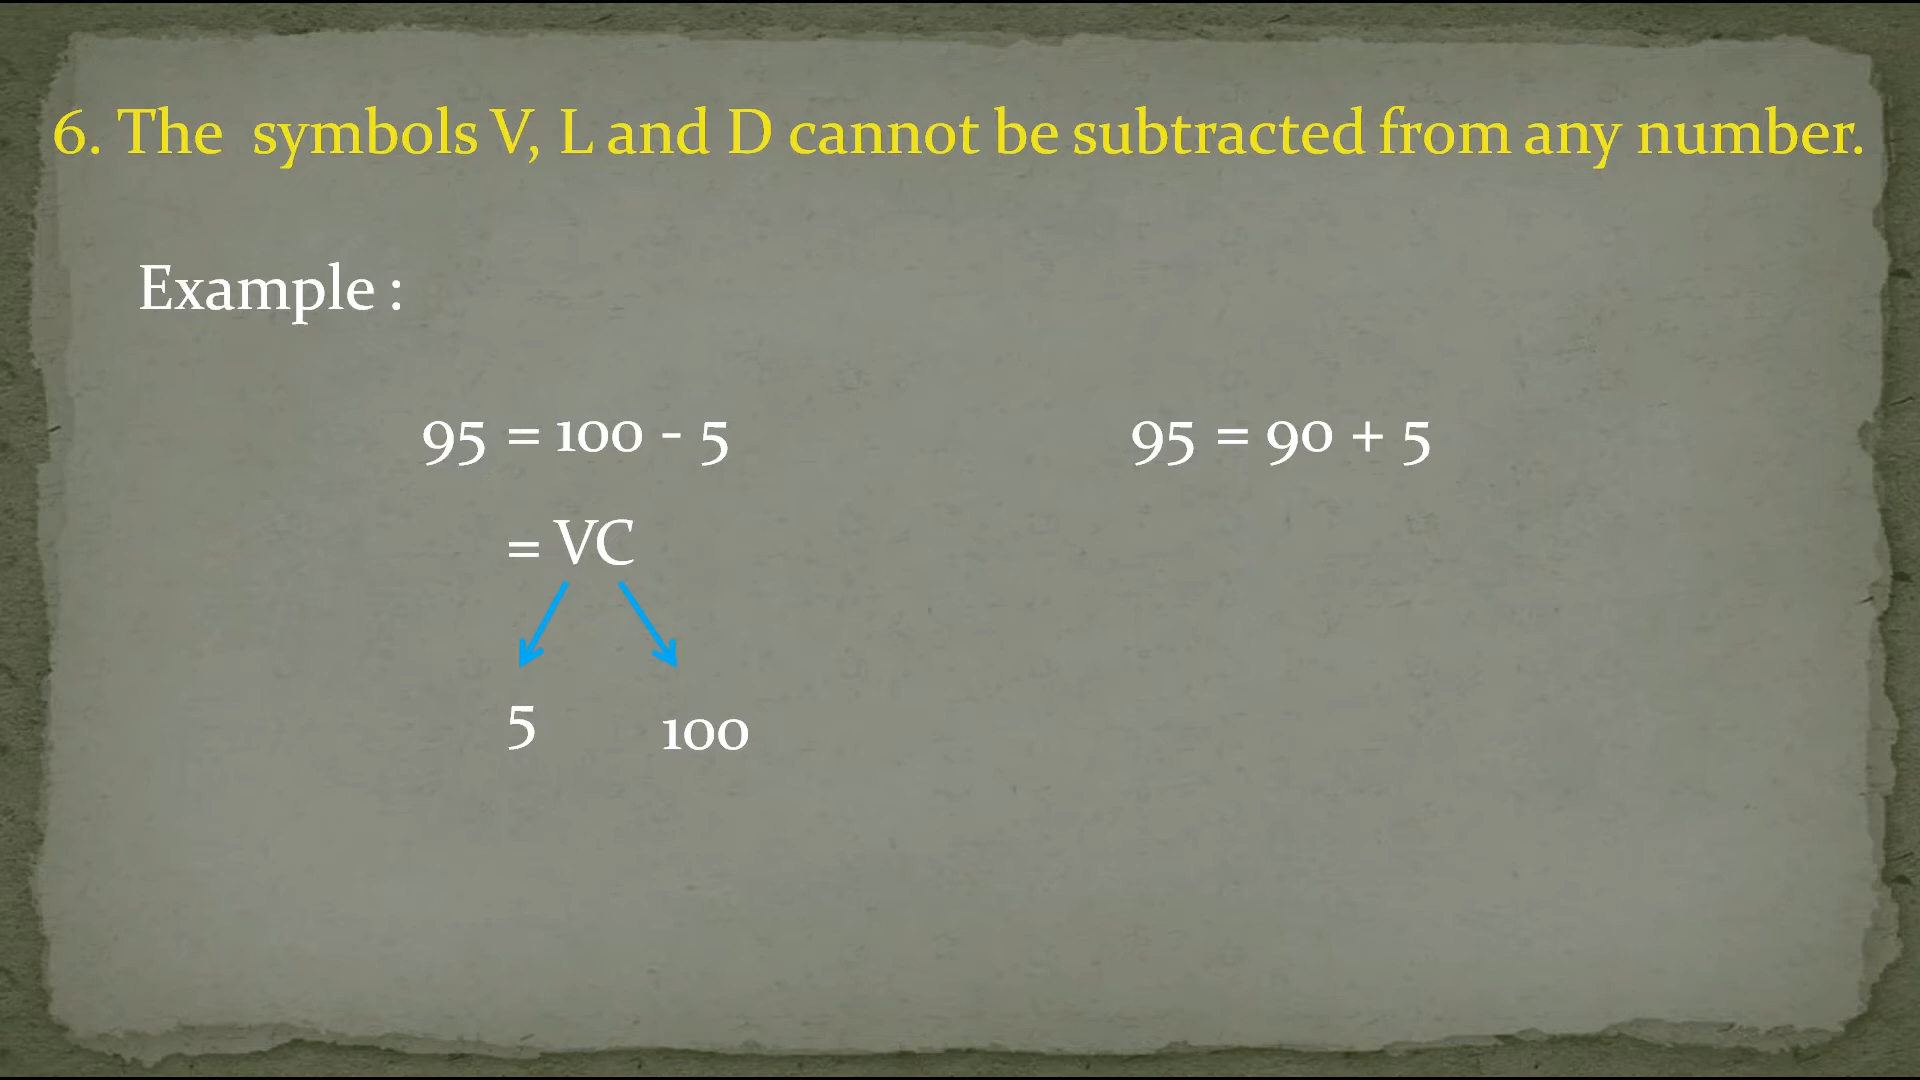 6. The symbols V, L and D cannot be subtracted from any number.
Example :
95 = 100 - 5
= VC
5 100
95 = 90 + 5